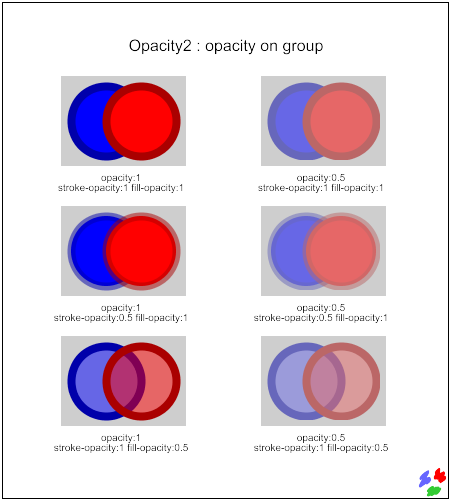 Opacity2 : opacity on group
opacity:1
stroke-opacity:1 fill-opacity:1
opacity:0.5
stroke-opacity:1 fill-opacity:1
opacity:1
stroke-opacity:0.5 fill-opacity:1
opacity:0.5
stroke-opacity:0.5 fill-opacity:1
opacity:1
stroke-opacity:1 fill-opacity:0.5
opacity:0.5
stroke-opacity:1 fill-opacity:0.5